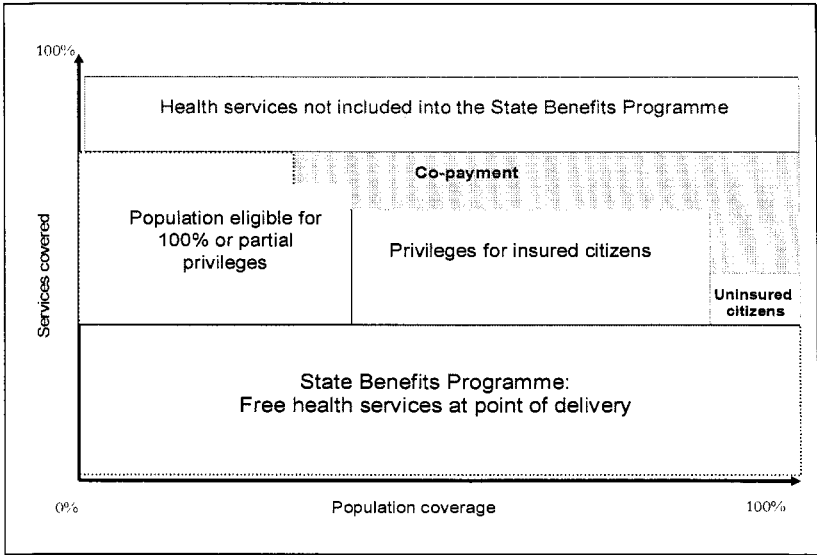 100%
Health services not included into the State Benefits Programme
Co-payment
Population eligible for
100% or partial
privileges
Privileges for insured citizens
Uninsured
citizens
Services covered
State Benefits Programme:
Free health services at point of delivery
0%
Population coverage
100%